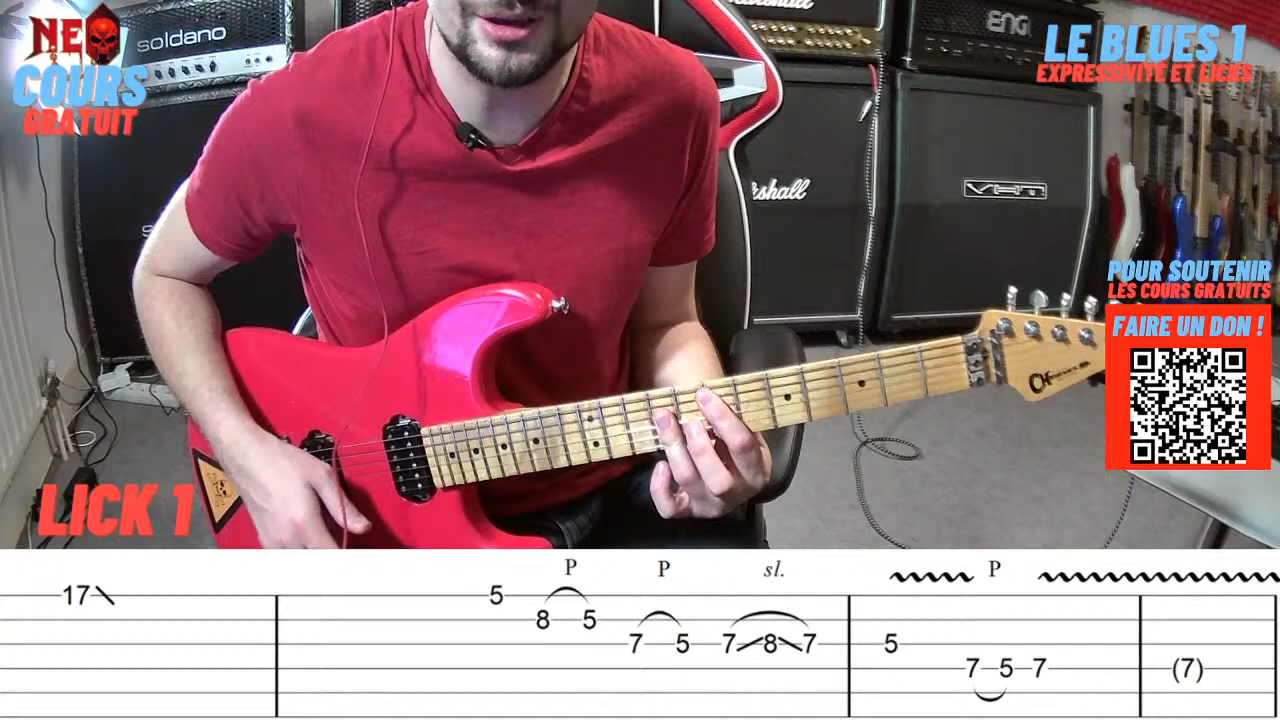 NEO
COURS
GRATUIT
soldano
Marshall
ENGL
LE BLUES 1
EXPRESSIVITÉ ET LICKS
Marshall
VHT
POUR SOUTENIR
LES COURS GRATUITS
FAIRE UN DON !
LICK 1
P P sl. P
17 5
8 5
7 5 7 8 7 5
7 5 7 (7)